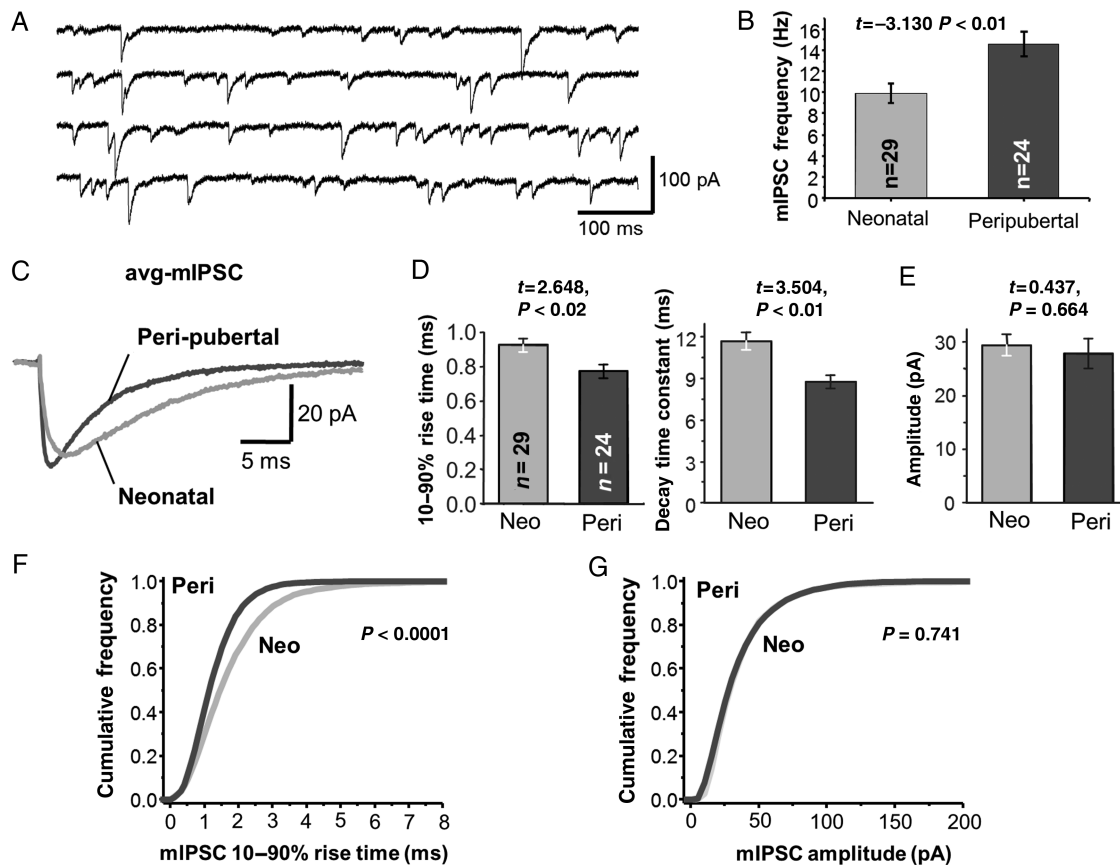 A
100 pA
100 ms
B
t=–3.130 P < 0.01
mIPSC frequency (Hz)
16
14
12
10
8
6
4
2
0
n=29
n=24
Neonatal
Peripubertal
C
avg-mIPSC
Peri-pubertal
Neonatal
20 pA
5 ms
D
t=2.648,
P < 0.02
10–90% rise time (ms)
1.0
0.8
0.6
0.4
0.2
0.0
n = 29
n = 24
Neo
Peri
t=3.504,
P < 0.01
Decay time constant (ms)
12
9
6
3
0
Neo
Peri
E
t=0.437,
P = 0.664
Amplitude (pA)
30
20
10
0
Neo
Peri
F
Cumulative frequency
1.0
0.8
0.6
0.4
0.2
0.0
Peri
Neo
P < 0.0001
0 1 2 3 4 5 6 7 8
mIPSC 10–90% rise time (ms)
G
Cumulative frequency
1.0
0.8
0.6
0.4
0.2
0.0
Peri
Neo
P = 0.741
0 50 100 150 200
mIPSC amplitude (pA)